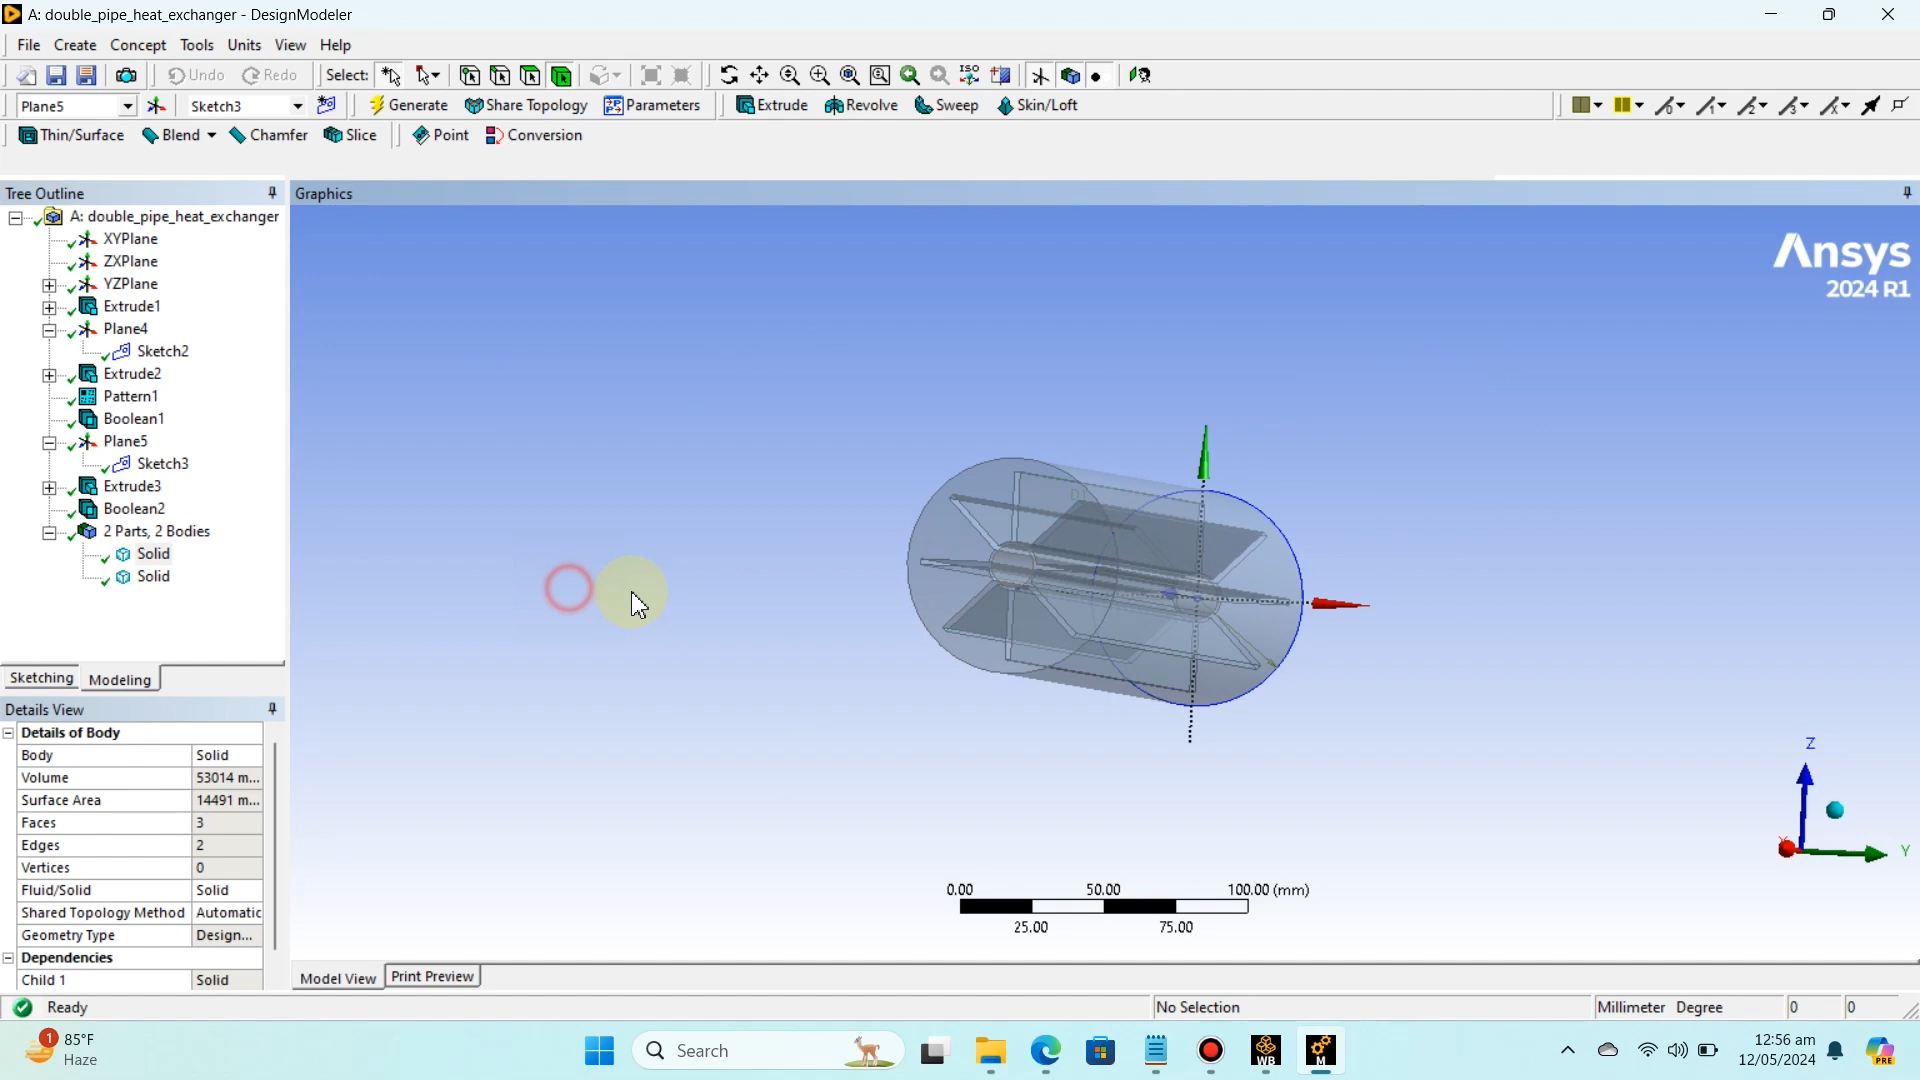 A: double_pipe_heat_exchanger - DesignModeler
File Create Concept Tools Units View Help
Undo Redo Select: ISO
Plane5 Sketch3 Generate Share Topology Parameters Extrude Revolve Sweep Skin/Loft
Thin/Surface Blend Chamfer Slice Point Conversion
Tree Outline
Graphics
A: double_pipe_heat_exchanger
XYPlane
ZXPlane
YZPlane
Extrude1
Plane4
Sketch2
Extrude2
Pattern1
Boolean1
Plane5
Sketch3
Extrude3
Boolean2
2 Parts, 2 Bodies
Solid
Solid
Sketching Modeling
Details View
Details of Body
Body Solid
Volume 53014 m...
Surface Area 14491 m...
Faces 3
Edges 2
Vertices 0
Fluid/Solid Solid
Shared Topology Method Automatic
Geometry Type Design...
Dependencies
Child 1 Solid
Ansys
2024 R1
Z
Y
X
0.00 50.00 100.00 (mm)
25.00 75.00
Model View Print Preview
Ready No Selection Millimeter Degree 0 0
1 85°F
Haze
Search
WB
M
12:56 am
12/05/2024
PRE